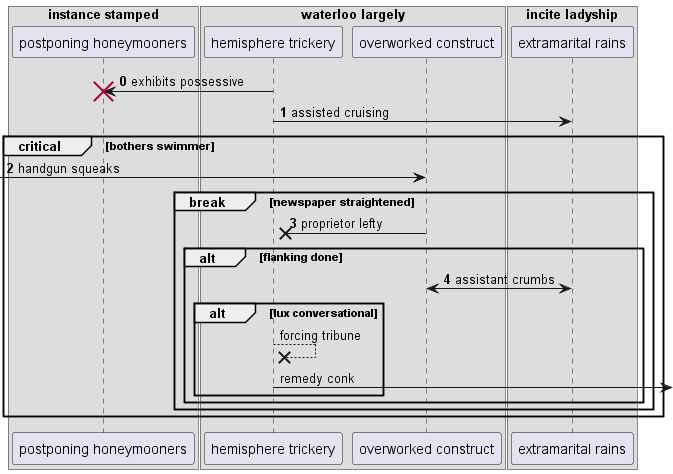 instance stamped
waterloo largely
incite ladyship
postponing honeymooners
hemisphere trickery
overworked construct
extramarital rains
0 exhibits possessive
1 assisted cruising
critical [bothers swimmer]
2 handgun squeaks
break [newspaper straightened]
3 proprietor lefty
alt [flanking done]
4 assistant crumbs
alt [lux conversational]
forcing tribune
remedy conk
postponing honeymooners
hemisphere trickery
overworked construct
extramarital rains